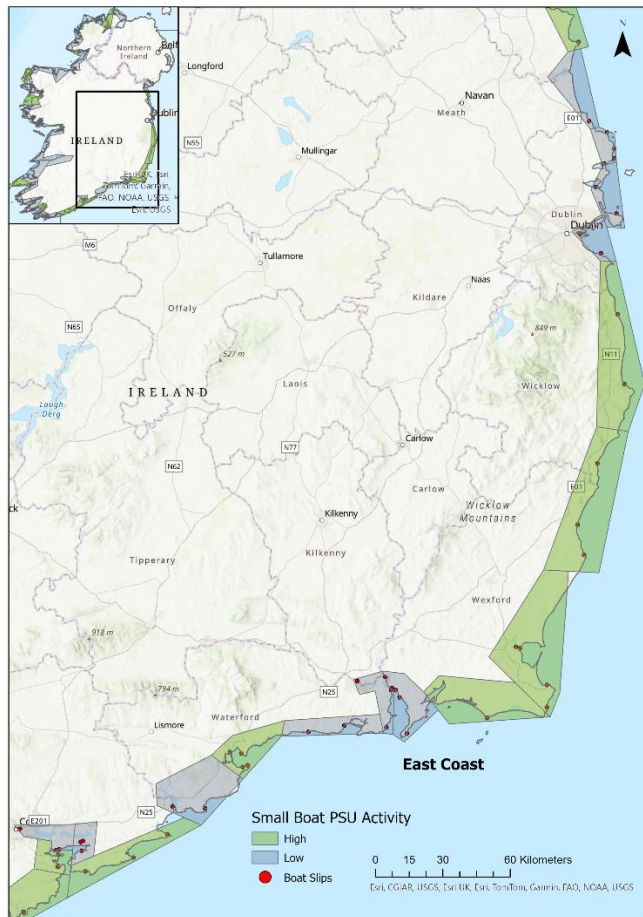 Northern
Ireland
Belf
Dublin
IRELAND
Esri UK, Esri,
TomTom, Garmin,
FAO, NOAA, USGS
Esri, USGS
N
Longford
Navan
Meath
E01
N55
Mullingar
Dublin
Dublin
M6
Tullamore
Naas
Offaly
Kildare
N65
849 m
527 m
N11
Laois
Wicklow
IRELAND
Lough
Derg
N77
Carlow
N62
E01
ck
Carlow
Wicklow
Mountains
Kilkenny
Kilkenny
Tipperary
Wexford
918 m
794 m
N25
Lismore
Waterford
East Coast
N25
Co
E201
Small Boat PSU Activity
High
Low
Boat Slips
0 15 30 60 Kilometers
Esri, CGIAR, USGS, Esri UK, Esri, TomTom, Garmin, FAO, NOAA, USGS